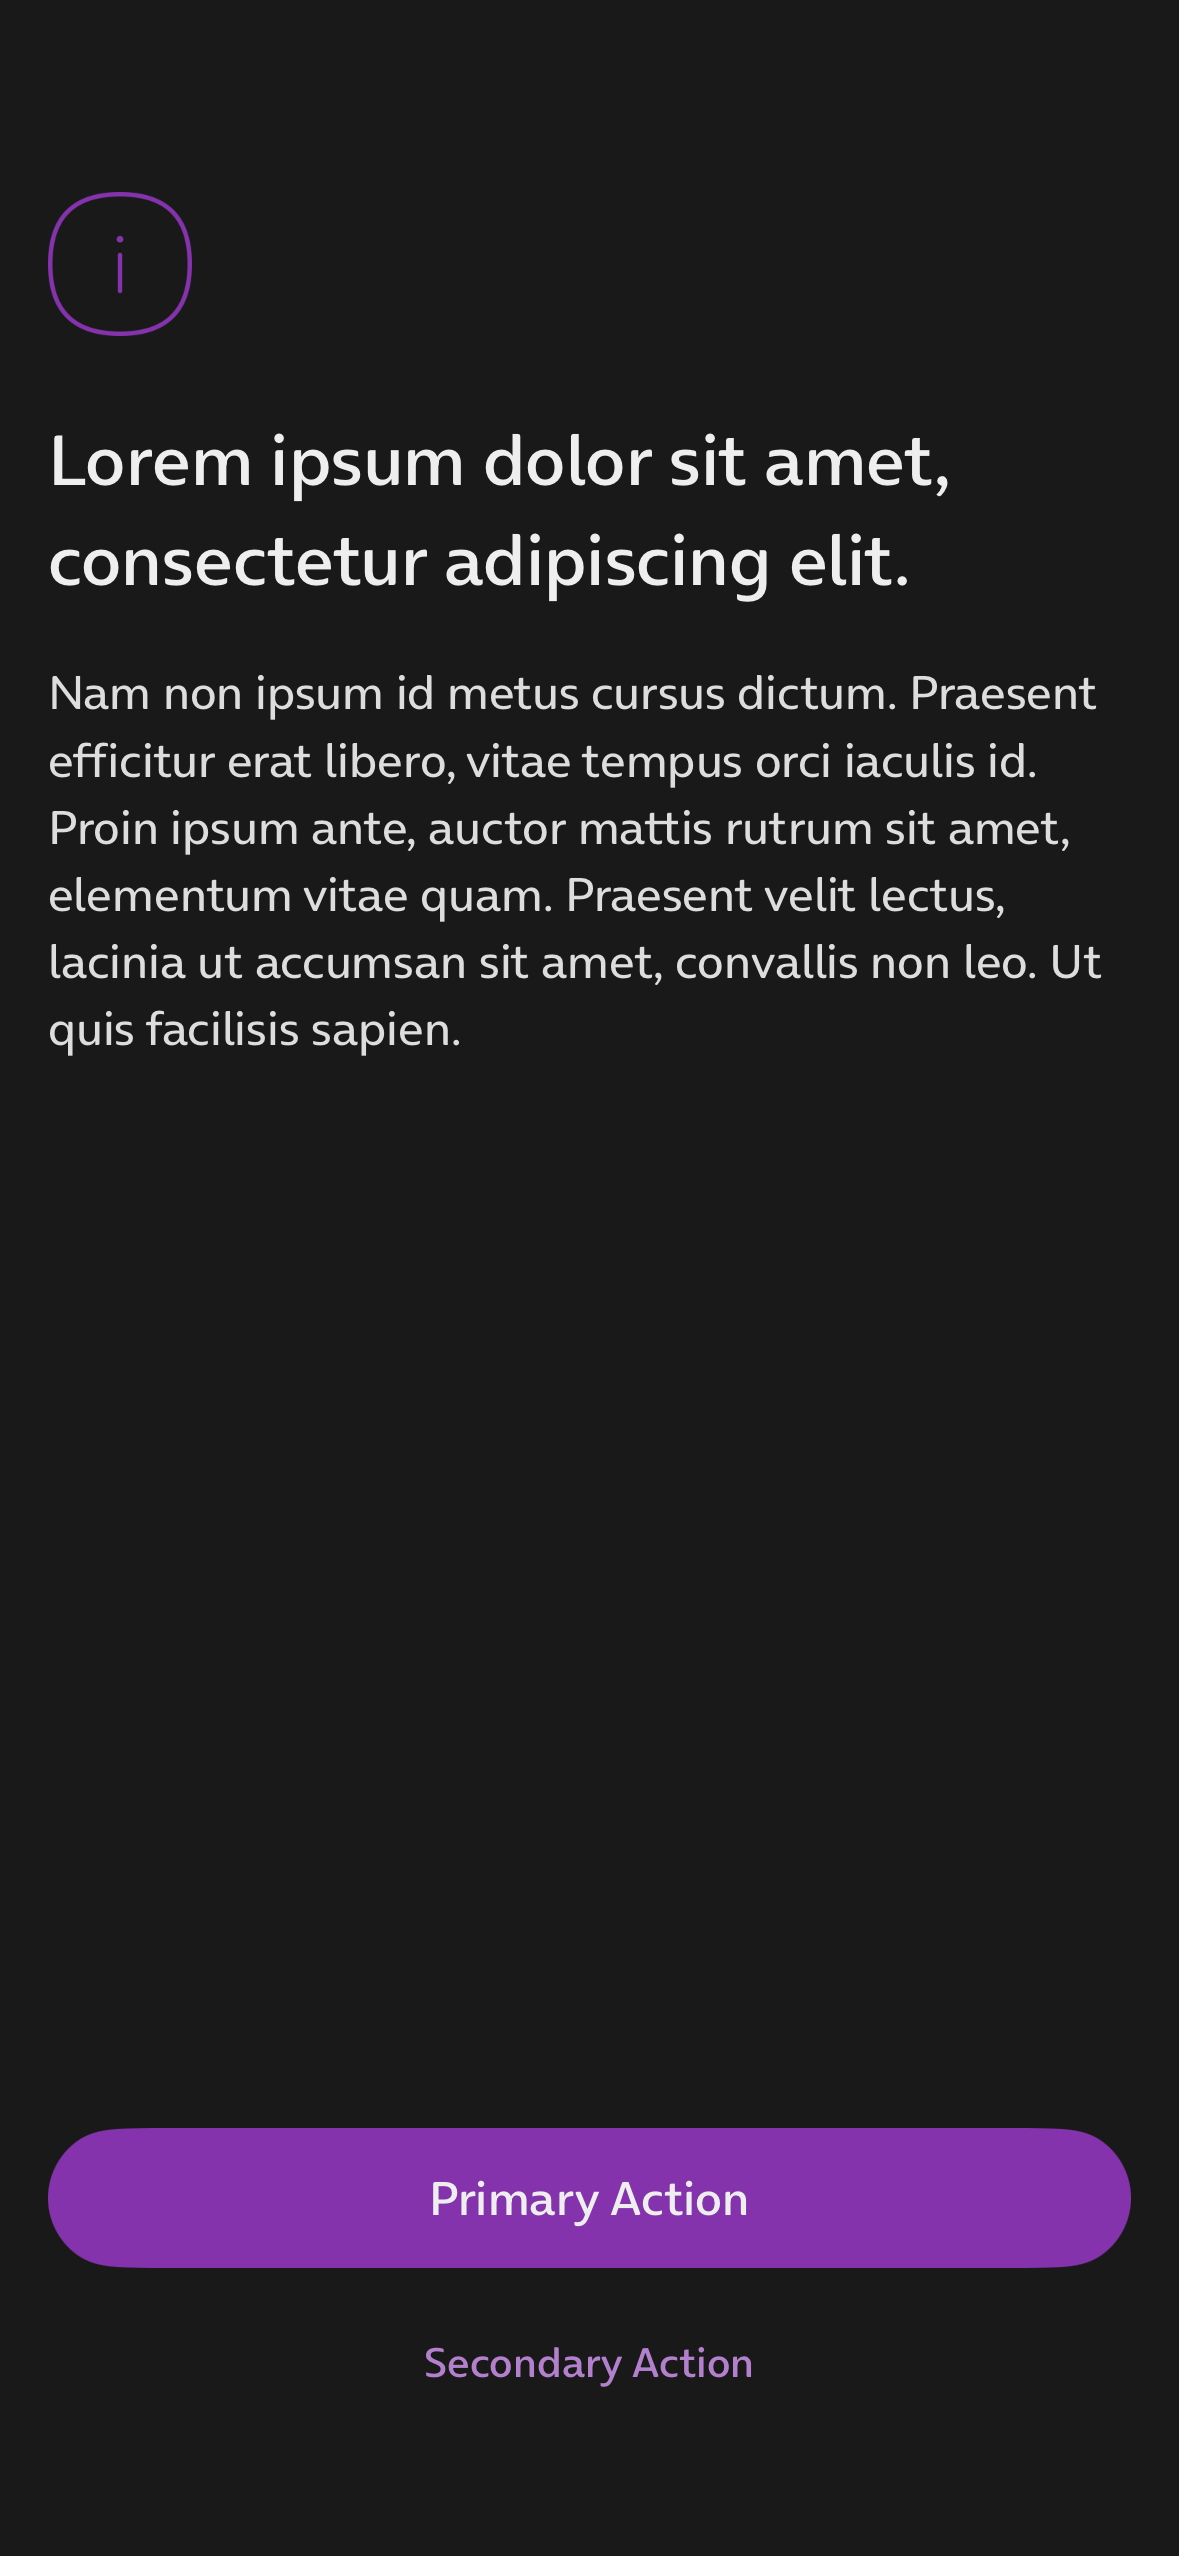 i
Lorem ipsum dolor sit amet,
consectetur adipiscing elit.
Nam non ipsum id metus cursus dictum. Praesent
efficitur erat libero, vitae tempus orci iaculis id.
Proin ipsum ante, auctor mattis rutrum sit amet,
elementum vitae quam. Praesent velit lectus,
lacinia ut accumsan sit amet, convallis non leo. Ut
quis facilisis sapien.
Primary Action
Secondary Action